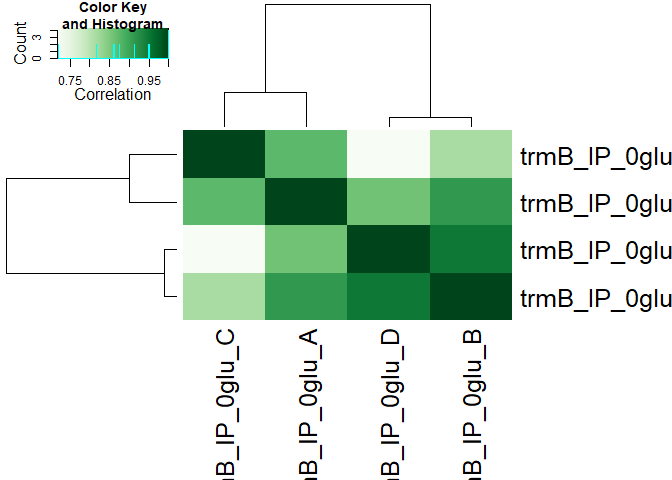 Color Key
and Histogram
Count
0 3
0.75 0.85 0.95
Correlation
trmB_IP_0glu
trmB_IP_0glu
trmB_IP_0glu
trmB_IP_0glu
mB_IP_0glu_C
mB_IP_0glu_A
mB_IP_0glu_D
mB_IP_0glu_B